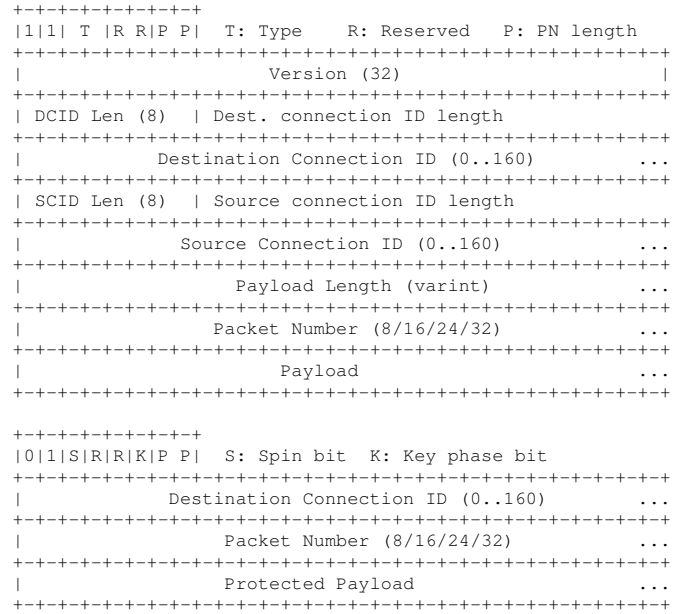 +-+-+-+-+-+-+-+-+
|1|1| T |R R|P P|  T: Type    R: Reserved   P: PN length
+-+-+-+-+-+-+-+-+-+-+-+-+-+-+-+-+-+-+-+-+-+-+-+-+-+-+-+-+
|                     Version (32)                      |
+-+-+-+-+-+-+-+-+-+-+-+-+-+-+-+-+-+-+-+-+-+-+-+-+-+-+-+-+
| DCID Len (8)  | Dest. connection ID length
+-+-+-+-+-+-+-+-+-+-+-+-+-+-+-+-+-+-+-+-+-+-+-+-+-+-+-+-+
|            Destination Connection ID (0..160)         ...
+-+-+-+-+-+-+-+-+-+-+-+-+-+-+-+-+-+-+-+-+-+-+-+-+-+-+-+-+
| SCID Len (8)  | Source connection ID length
+-+-+-+-+-+-+-+-+-+-+-+-+-+-+-+-+-+-+-+-+-+-+-+-+-+-+-+-+
|              Source Connection ID (0..160)            ...
+-+-+-+-+-+-+-+-+-+-+-+-+-+-+-+-+-+-+-+-+-+-+-+-+-+-+-+-+
|                   Payload Length (varint)             ...
+-+-+-+-+-+-+-+-+-+-+-+-+-+-+-+-+-+-+-+-+-+-+-+-+-+-+-+-+
|                 Packet Number (8/16/24/32)            ...
+-+-+-+-+-+-+-+-+-+-+-+-+-+-+-+-+-+-+-+-+-+-+-+-+-+-+-+-+
|                       Payload                         ...
+-+-+-+-+-+-+-+-+-+-+-+-+-+-+-+-+-+-+-+-+-+-+-+-+-+-+-+-+

+-+-+-+-+-+-+-+-+
|0|1|S|R|R|K|P P|  S: Spin bit  K: Key phase bit
+-+-+-+-+-+-+-+-+-+-+-+-+-+-+-+-+-+-+-+-+-+-+-+-+-+-+-+-+
|             Destination Connection ID (0..160)        ...
+-+-+-+-+-+-+-+-+-+-+-+-+-+-+-+-+-+-+-+-+-+-+-+-+-+-+-+-+
|                  Packet Number (8/16/24/32)           ...
+-+-+-+-+-+-+-+-+-+-+-+-+-+-+-+-+-+-+-+-+-+-+-+-+-+-+-+-+
|                  Protected Payload                    ...
+-+-+-+-+-+-+-+-+-+-+-+-+-+-+-+-+-+-+-+-+-+-+-+-+-+-+-+-+